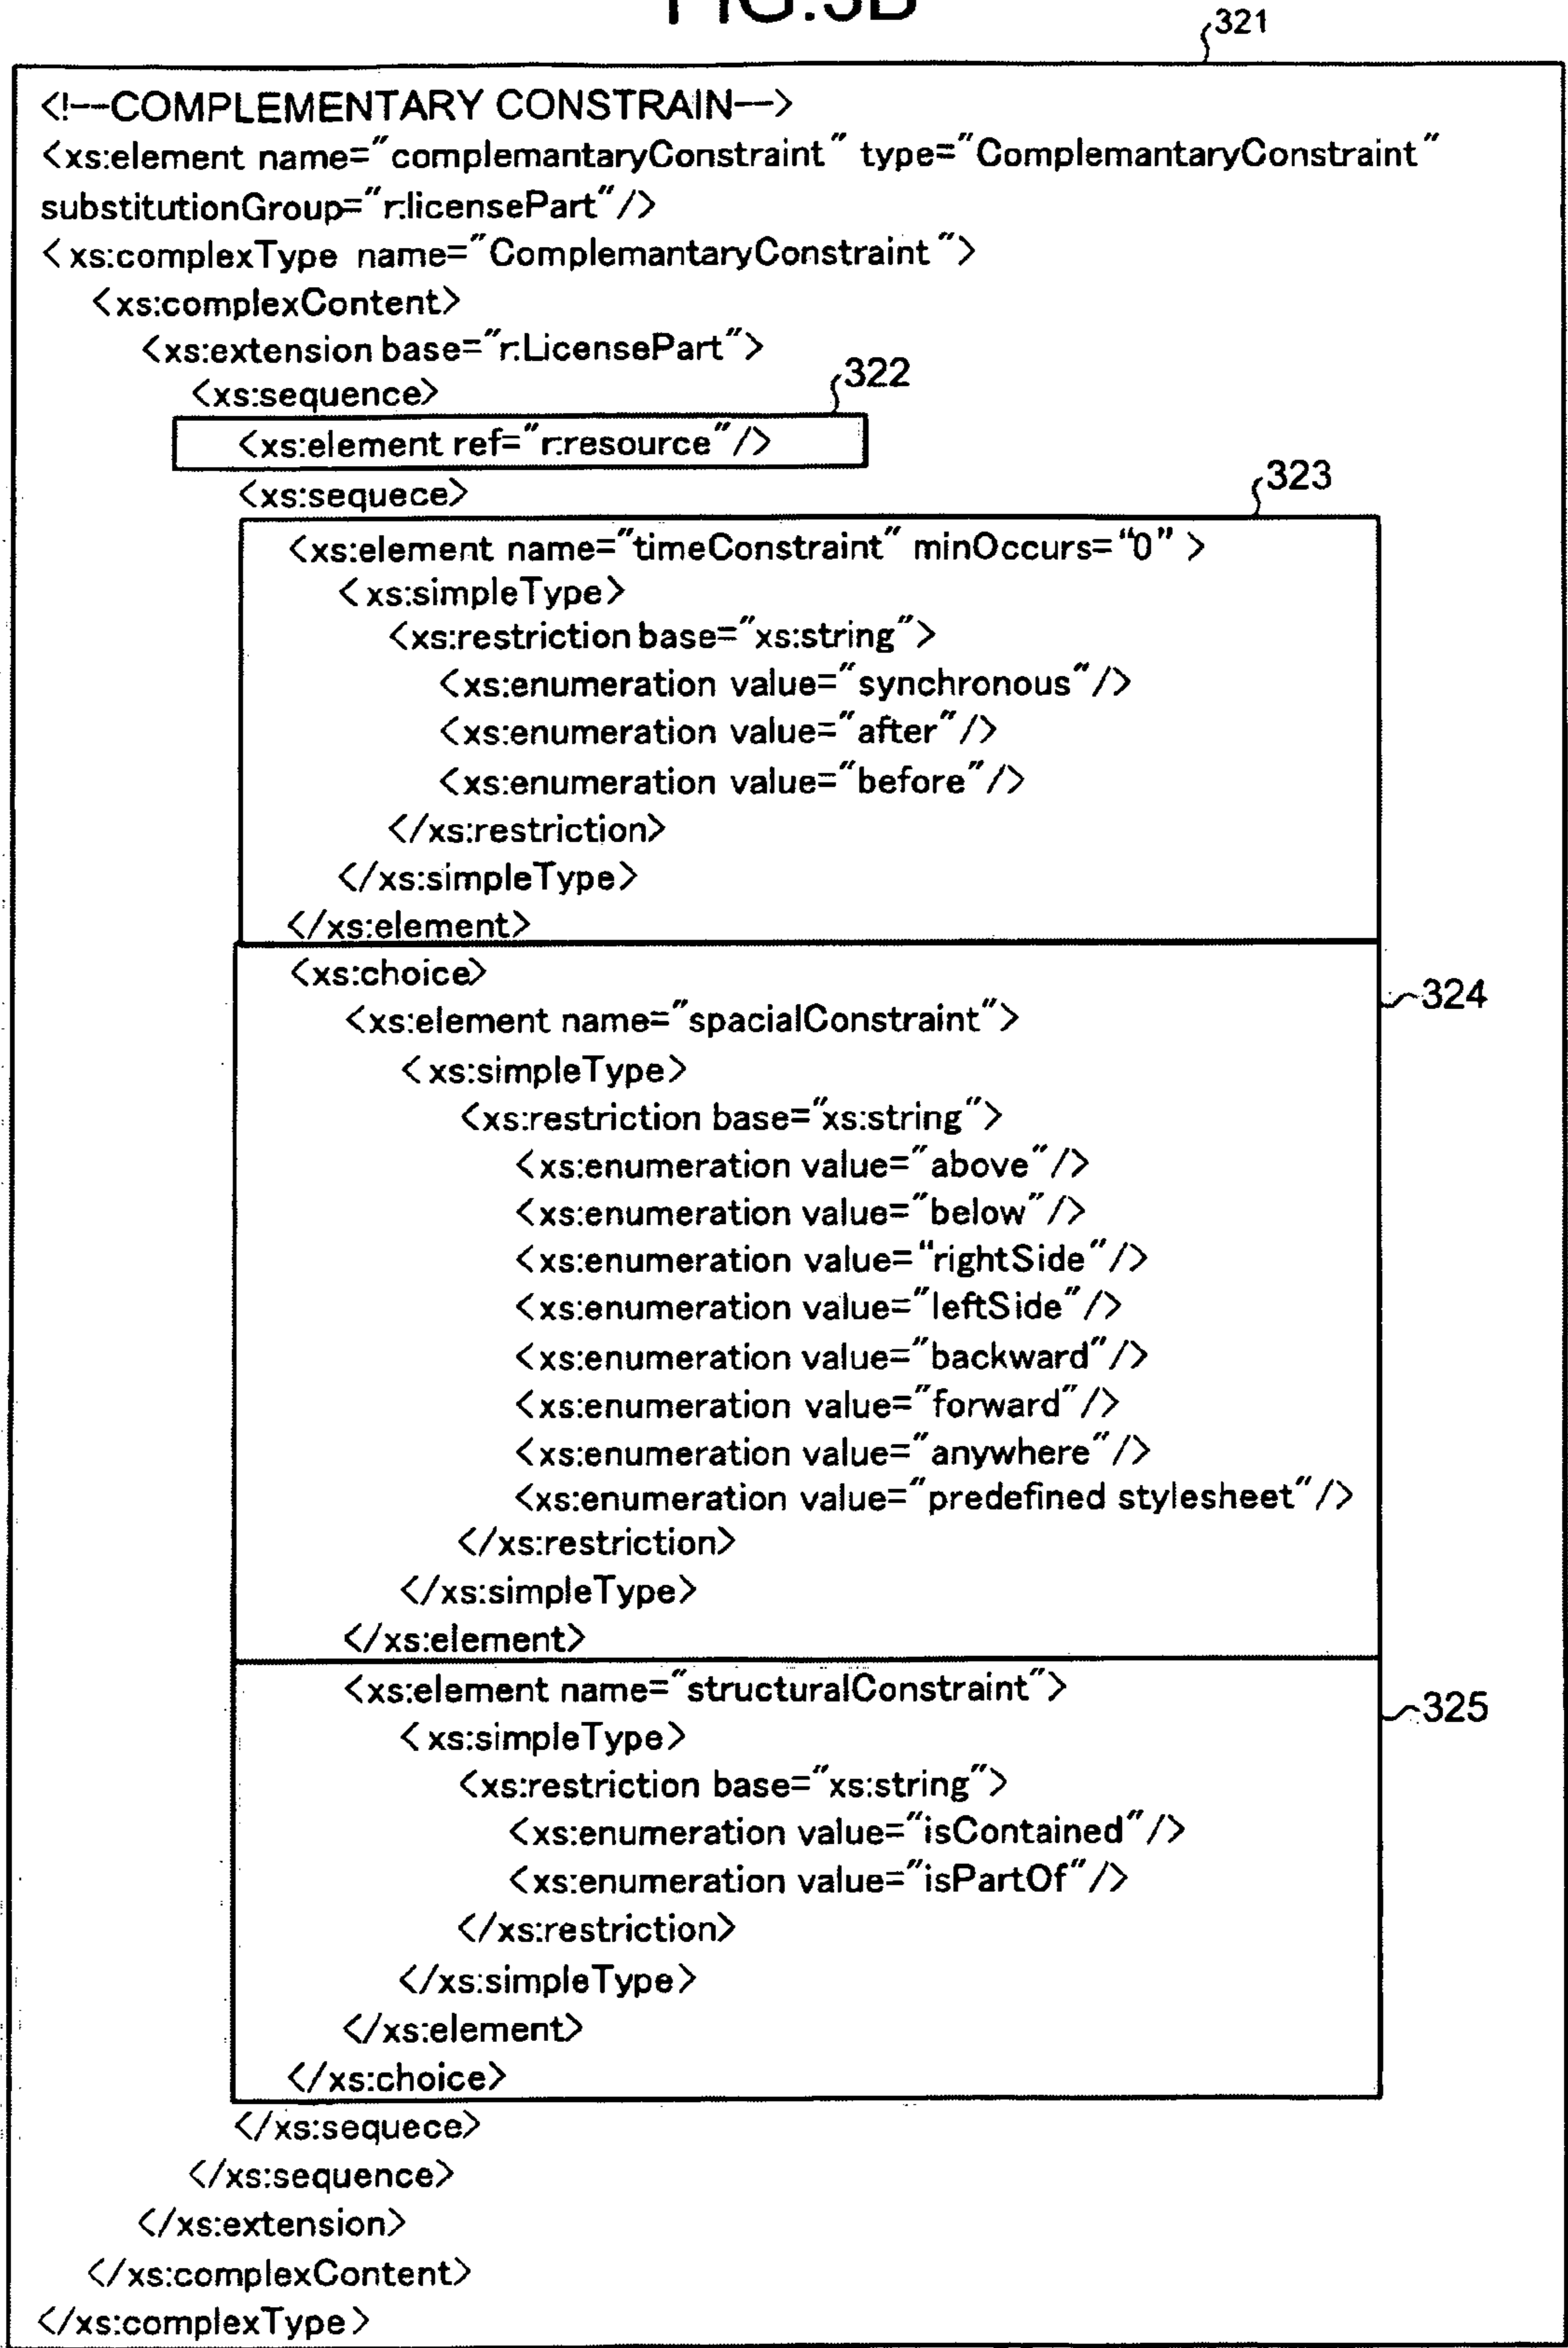 FIG.3B
321
<!--COMPLEMENTARY CONSTRAIN-->
<xs:element name="complemantaryConstraint" type="ComplemantaryConstraint"
substitutionGroup="r:licensePart"/>
<xs:complexType name="ComplemantaryConstraint">
<xs:complexContent>
<xs:extension base="r:LicensePart">
<xs:sequence>
322
<xs:element ref="r:resource"/>
<xs:sequece>
323
<xs:element name="timeConstraint" minOccurs="0" >
<xs:simpleType>
<xs:restriction base="xs:string">
<xs:enumeration value="synchronous"/>
<xs:enumeration value="after"/>
<xs:enumeration value="before"/>
</xs:restriction>
</xs:simpleType>
</xs:element>
<xs:choice>
324
<xs:element name="spacialConstraint">
<xs:simpleType>
<xs:restriction base="xs:string">
<xs:enumeration value="above"/>
<xs:enumeration value="below"/>
<xs:enumeration value="rightSide"/>
<xs:enumeration value="leftSide"/>
<xs:enumeration value="backward"/>
<xs:enumeration value="forward"/>
<xs:enumeration value="anywhere"/>
<xs:enumeration value="predefined stylesheet"/>
</xs:restriction>
</xs:simpleType>
</xs:element>
<xs:element name="structuralConstraint">
325
<xs:simpleType>
<xs:restriction base="xs:string">
<xs:enumeration value="isContained"/>
<xs:enumeration value="isPartOf"/>
</xs:restriction>
</xs:simpleType>
</xs:element>
</xs:choice>
</xs:sequece>
</xs:sequence>
</xs:extension>
</xs:complexContent>
</xs:complexType>